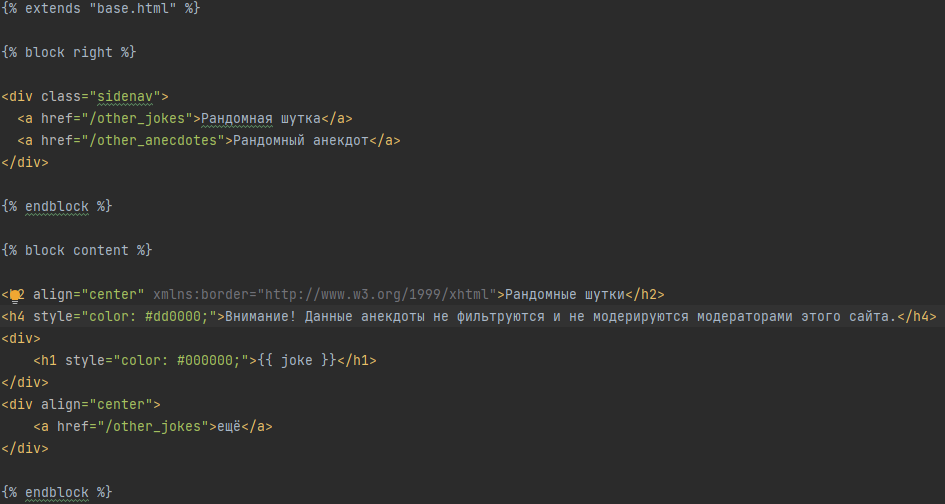 {% extends "base.html" %}
{% block right %}
<div class="sidenav">
<a href="/other_jokes">Рандомная шутка</a>
<a href="/other_anecdotes">Рандомный анекдот</a>
</div>
{% endblock %}
{% block content %}
<h2 align="center" xmlns:border="http://www.w3.org/1999/xhtml">Рандомные шутки</h2>
<h4 style="color: #dd0000;">Внимание! Данные анекдоты не фильтруются и не модерируются модераторами этого сайта.</h4>
<div>
<h1 style="color: #000000;">{{ joke }}</h1>
</div>
<div align="center">
<a href="/other_jokes">ещё</a>
</div>
{% endblock %}